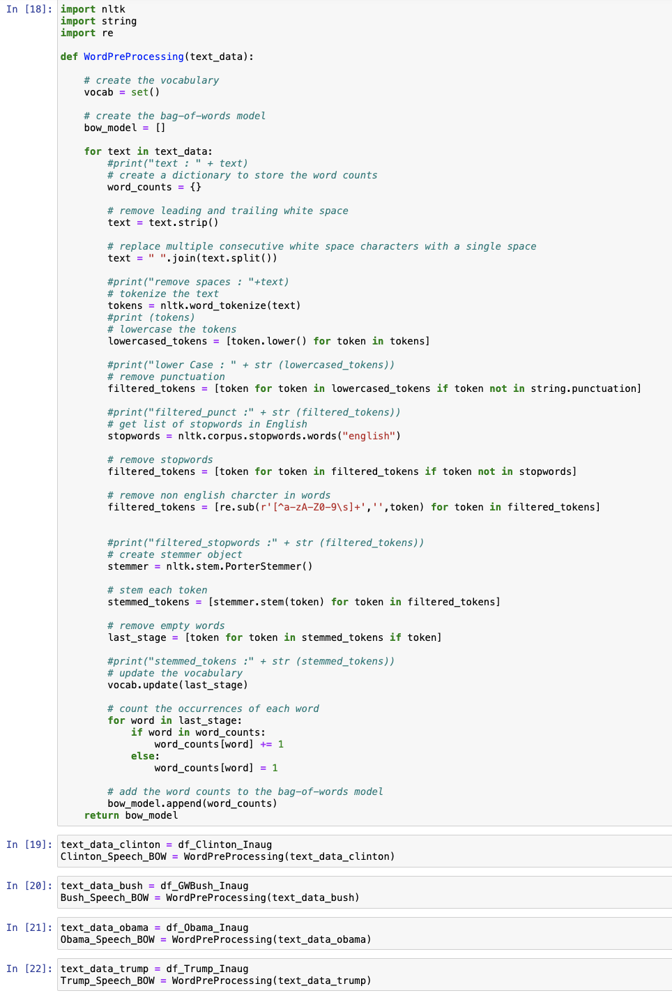 In [18]: import nltk
import string
import re

def WordPreProcessing(text_data):

    # create the vocabulary
    vocab = set()

    # create the bag-of-words model
    bow_model = []

    for text in text_data:
        #print("text : " + text)
        # create a dictionary to store the word counts
        word_counts = {}

        # remove leading and trailing white space
        text = text.strip()

        # replace multiple consecutive white space characters with a single space
        text = " ".join(text.split())

        #print("remove spaces : "+text)
        # tokenize the text
        tokens = nltk.word_tokenize(text)
        #print (tokens)
        # lowercase the tokens
        lowercased_tokens = [token.lower() for token in tokens]

        #print("lower Case : " + str (lowercased_tokens))
        # remove punctuation
        filtered_tokens = [token for token in lowercased_tokens if token not in string.punctuation]

        #print("filtered_punct :" + str (filtered_tokens))
        # get list of stopwords in English
        stopwords = nltk.corpus.stopwords.words("english")

        # remove stopwords
        filtered_tokens = [token for token in filtered_tokens if token not in stopwords]

        # remove non english charcter in words
        filtered_tokens = [re.sub(r'[^a-zA-Z0-9\s]+','',token) for token in filtered_tokens]

        #print("filtered_stopwords :" + str (filtered_tokens))
        # create stemmer object
        stemmer = nltk.stem.PorterStemmer()

        # stem each token
        stemmed_tokens = [stemmer.stem(token) for token in filtered_tokens]

        # remove empty words
        last_stage = [token for token in stemmed_tokens if token]

        #print("stemmed_tokens :" + str (stemmed_tokens))
        # update the vocabulary
        vocab.update(last_stage)

        # count the occurrences of each word
        for word in last_stage:
            if word in word_counts:
                word_counts[word] += 1
            else:
                word_counts[word] = 1

        # add the word counts to the bag-of-words model
        bow_model.append(word_counts)
    return bow_model

In [19]: text_data_clinton = df_Clinton_Inaug
Clinton_Speech_BOW = WordPreProcessing(text_data_clinton)

In [20]: text_data_bush = df_GWBush_Inaug
Bush_Speech_BOW = WordPreProcessing(text_data_bush)

In [21]: text_data_obama = df_Obama_Inaug
Obama_Speech_BOW = WordPreProcessing(text_data_obama)

In [22]: text_data_trump = df_Trump_Inaug
Trump_Speech_BOW = WordPreProcessing(text_data_trump)